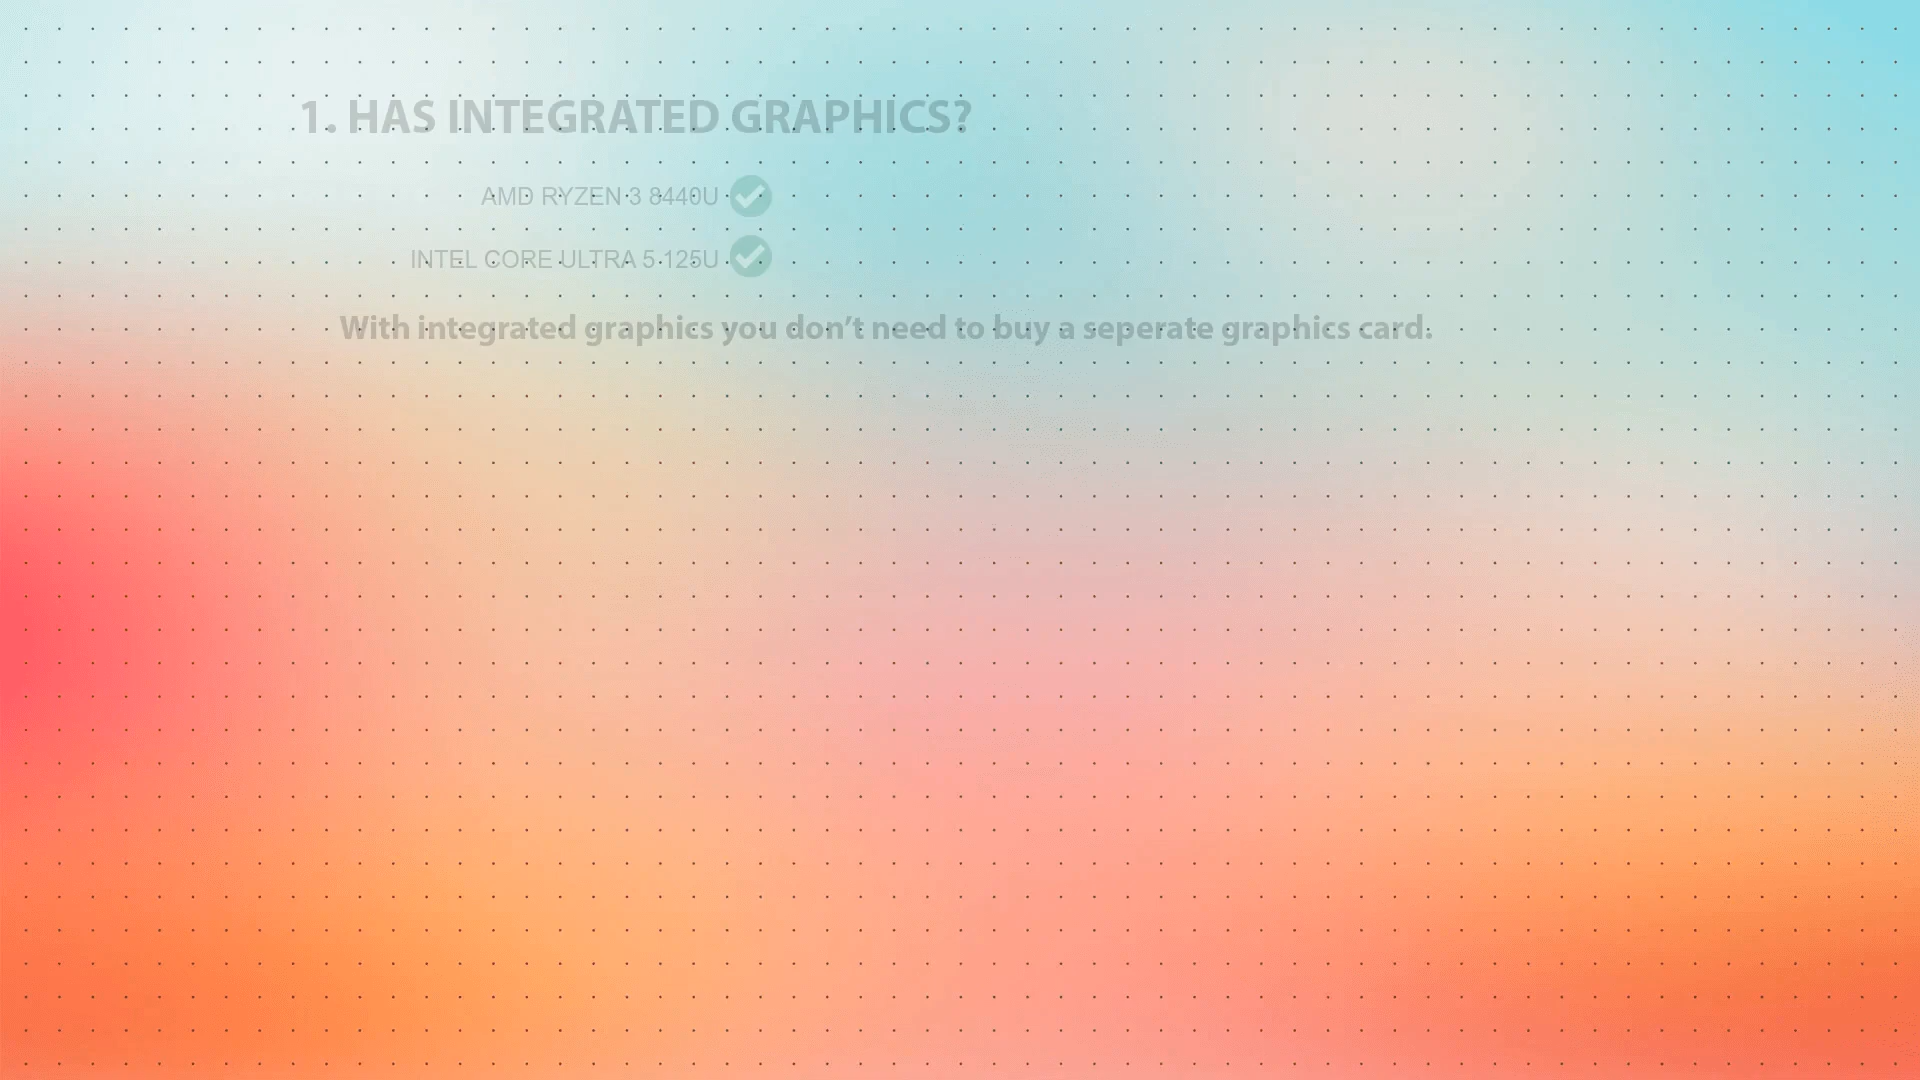 1. HAS INTEGRATED GRAPHICS?
AMD RYZEN 3 8440U
INTEL CORE ULTRA 5 125U
With integrated graphics you don’t need to buy a seperate graphics card.